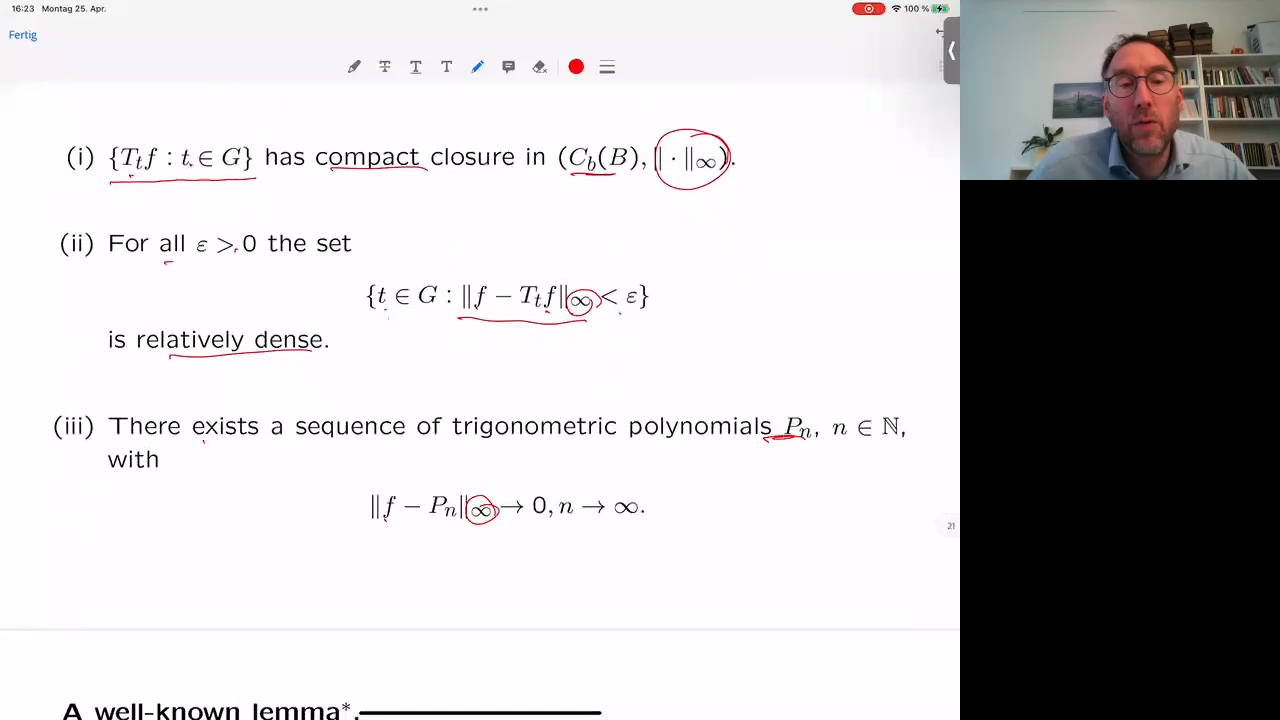 16:23 Montag 25. Apr.
100 %
Fertig
(i) {T_t f : t ∈ G} has compact closure in (C_b(B), ‖ · ‖_∞).
(ii) For all ε > 0 the set
{t ∈ G : ‖f − T_t f‖_∞ < ε}
is relatively dense.
(iii) There exists a sequence of trigonometric polynomials P_n, n ∈ ℕ,
with
‖f − P_n‖_∞ → 0, n → ∞.
21
A well-known lemma*.